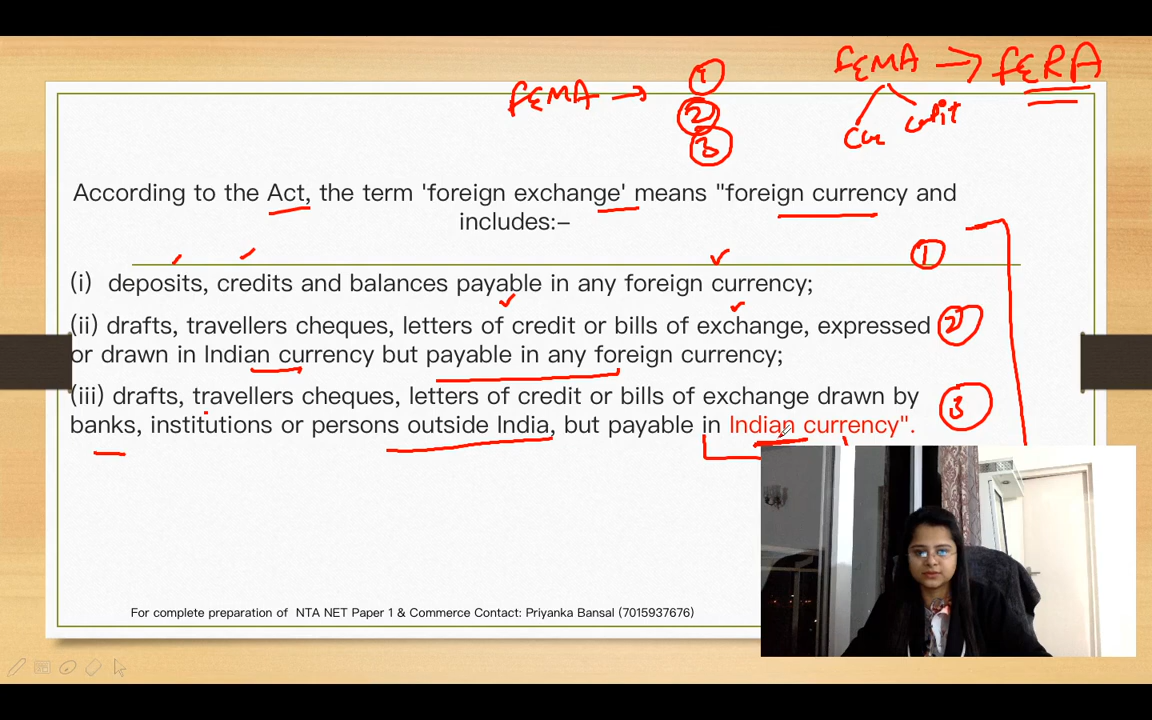 FEMA → FERA
Cur Capit
FEMA →
1
2
3
According to the Act, the term 'foreign exchange' means "foreign currency and
includes:–
(i) deposits, credits and balances payable in any foreign currency;
1
(ii) drafts, travellers cheques, letters of credit or bills of exchange, expressed
2
or drawn in Indian currency but payable in any foreign currency;
(iii) drafts, travellers cheques, letters of credit or bills of exchange drawn by
3
banks, institutions or persons outside India, but payable in Indian currency".
For complete preparation of NTA NET Paper 1 & Commerce Contact: Priyanka Bansal (7015937676)